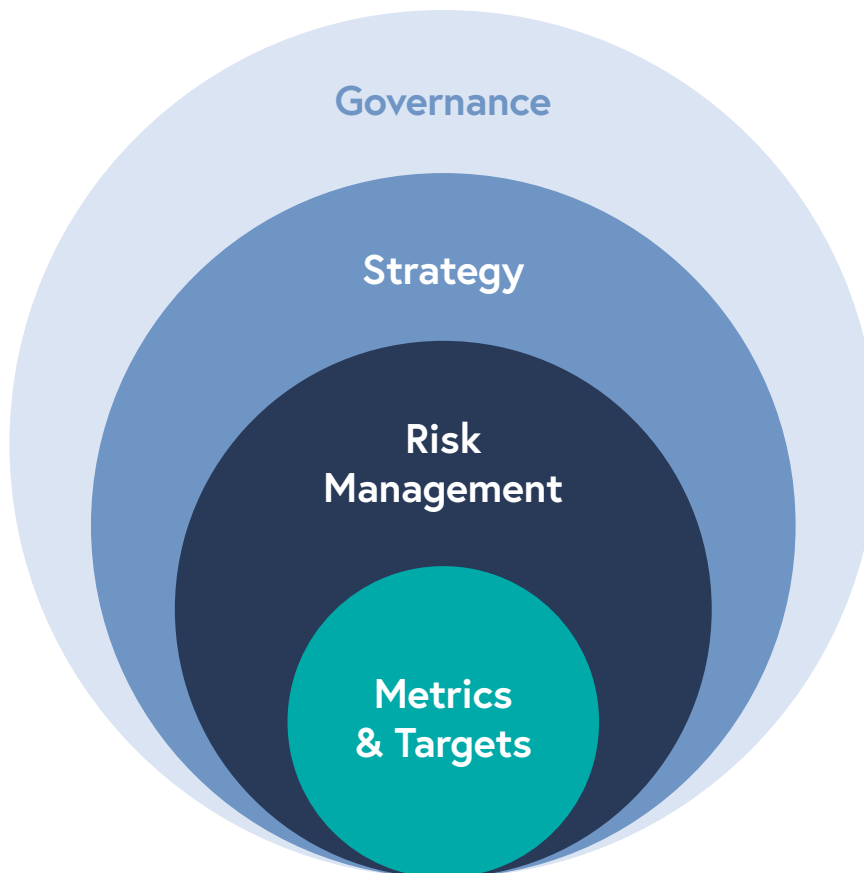 Governance
Strategy
Risk
Management
Metrics
& Targets